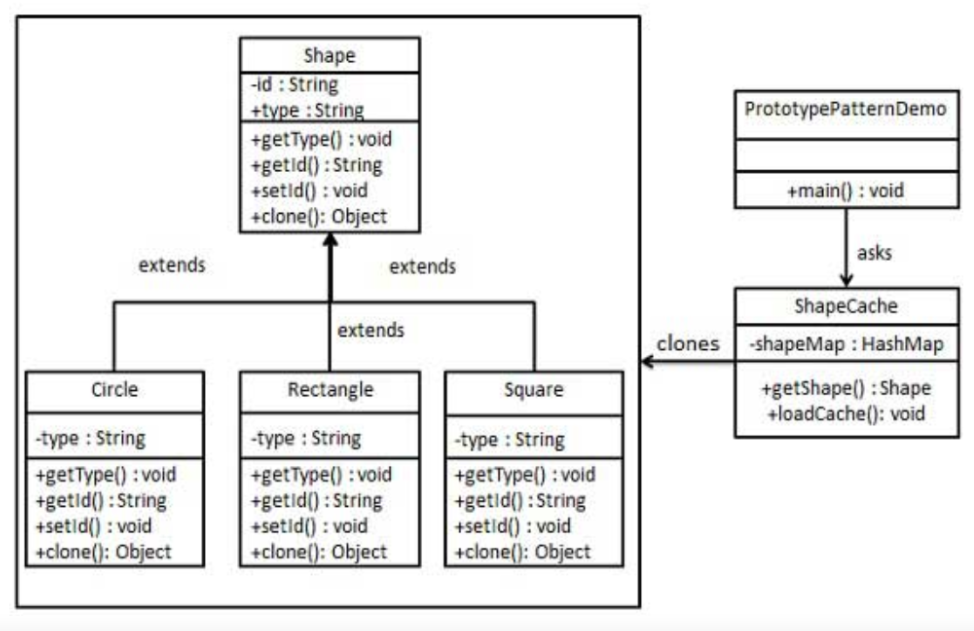 Shape
-id : String
+type : String
+getType() : void
+getId() : String
+setId() : void
+clone(): Object
extends
extends
extends
Circle
-type : String
+getType() : void
+getId() : String
+setId() : void
+clone(): Object
Rectangle
-type : String
+getType() : void
+getId() : String
+setId() : void
+clone(): Object
Square
-type : String
+getType() : void
+getId() : String
+setId() : void
+clone(): Object
PrototypePatternDemo
+main() : void
asks
ShapeCache
-shapeMap : HashMap
+getShape() : Shape
+loadCache(): void
clones